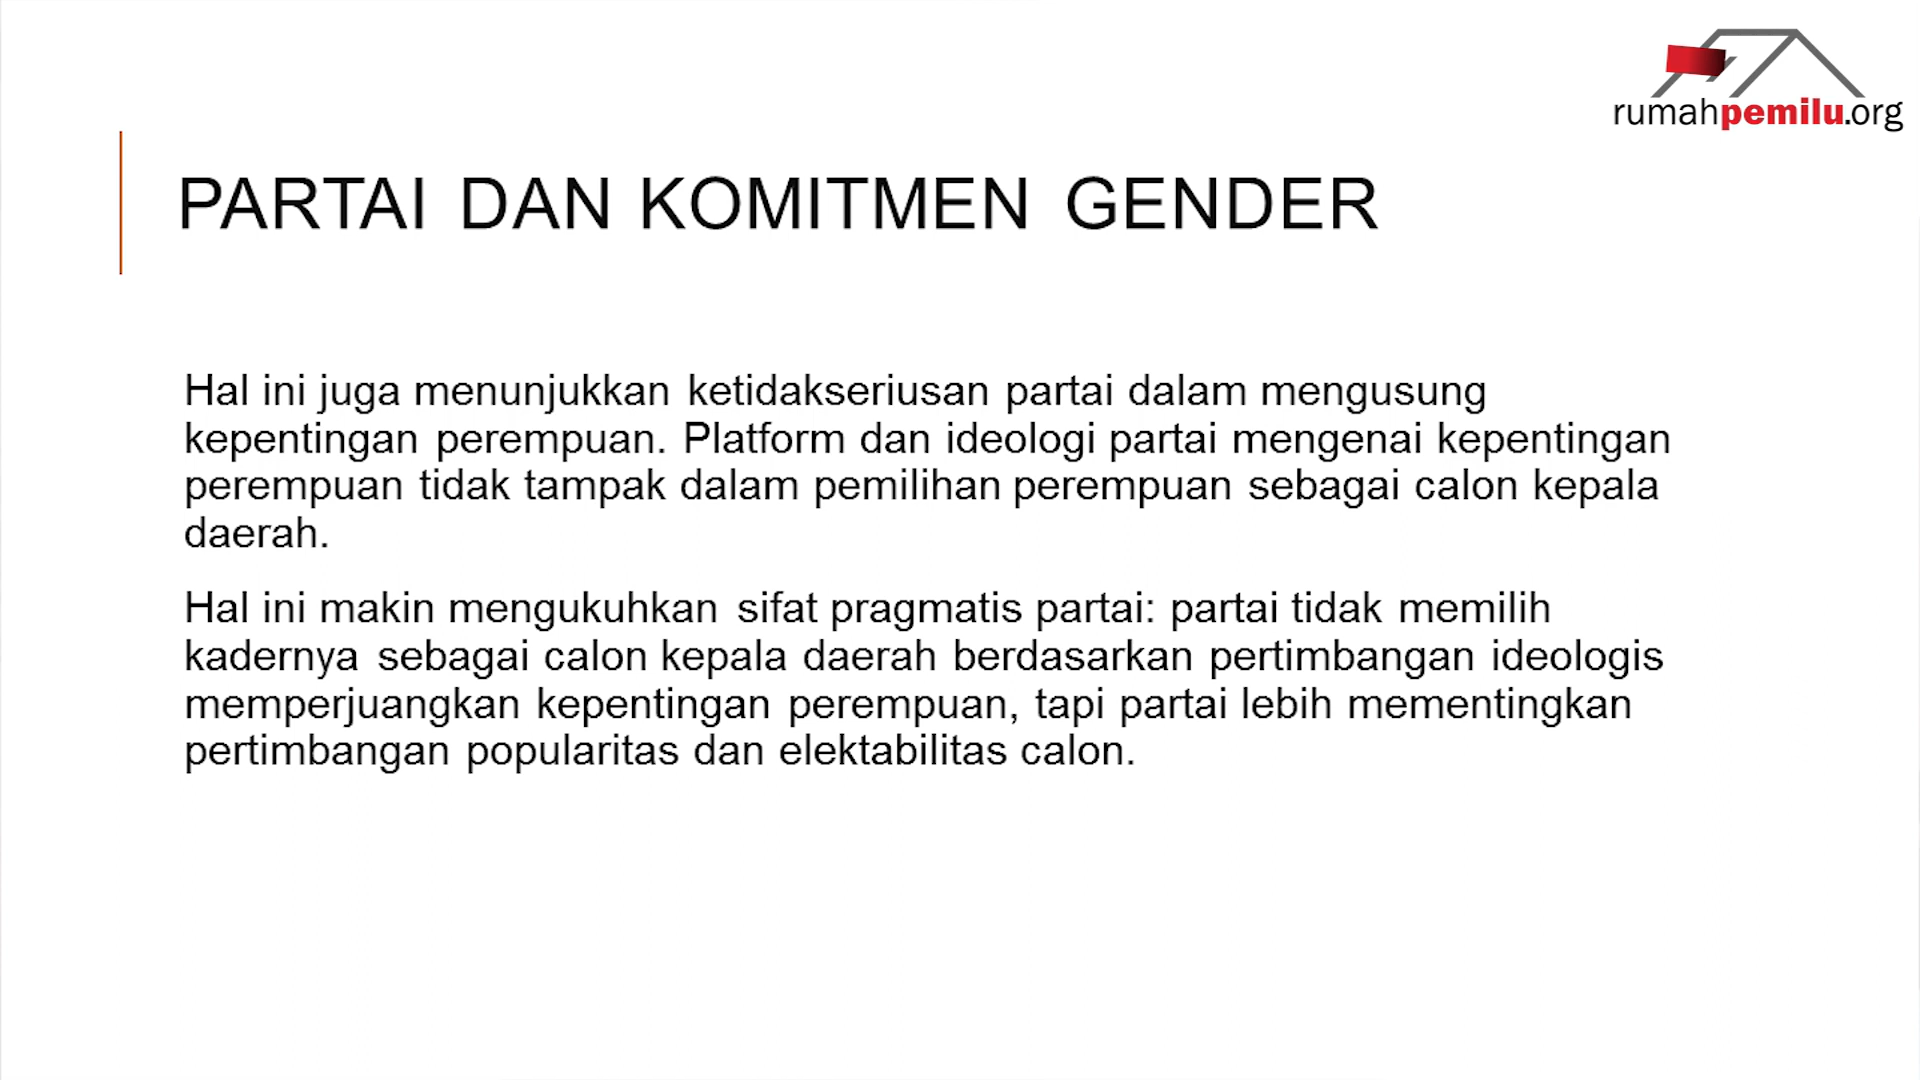 rumahpemilu.org
PARTAI DAN KOMITMEN GENDER
Hal ini juga menunjukkan ketidakseriusan partai dalam mengusung
kepentingan perempuan. Platform dan ideologi partai mengenai kepentingan
perempuan tidak tampak dalam pemilihan perempuan sebagai calon kepala
daerah.
Hal ini makin mengukuhkan sifat pragmatis partai: partai tidak memilih
kadernya sebagai calon kepala daerah berdasarkan pertimbangan ideologis
memperjuangkan kepentingan perempuan, tapi partai lebih mementingkan
pertimbangan popularitas dan elektabilitas calon.